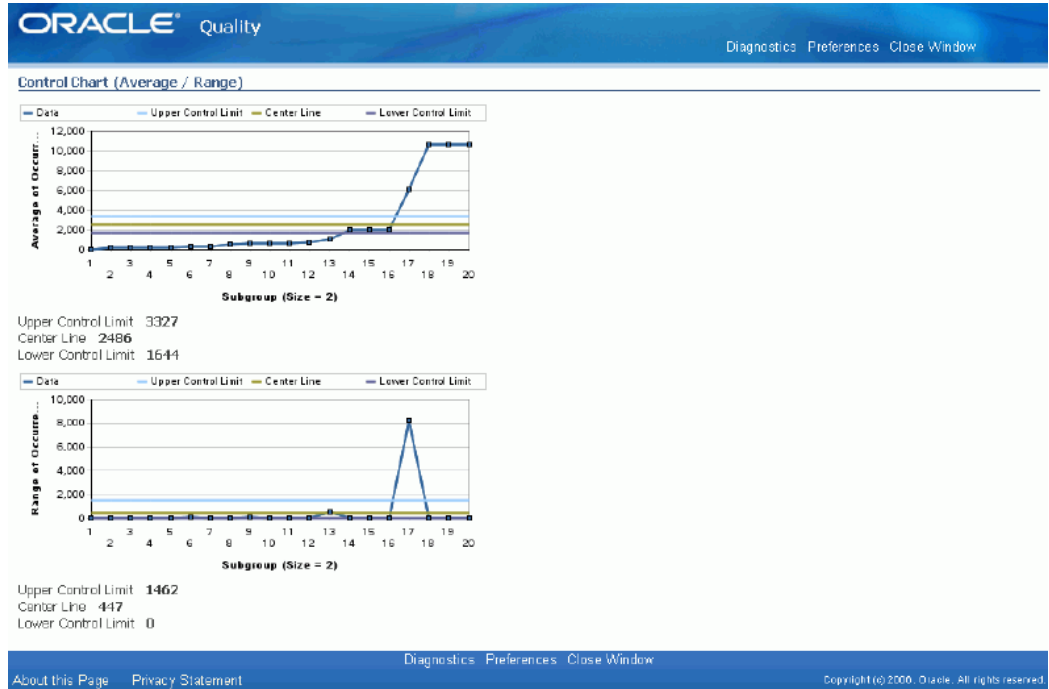 ORACLE® Quality
Diagnostics Preferences Close Window
Control Chart (Average / Range)
Data Upper Control Limit Center Line Lower Control Limit
Average of Occurr...
12,000
10,000
8,000
6,000
4,000
2,000
0
1 3 5 7 9 11 13 15 17 19
2 4 6 8 10 12 14 16 18 20
Subgroup (Size = 2)
Upper Control Limit 3327
Center Line 2486
Lower Control Limit 1644
Data Upper Control Limit Center Line Lower Control Limit
Range of Occurre...
10,000
8,000
6,000
4,000
2,000
0
1 3 5 7 9 11 13 15 17 19
2 4 6 8 10 12 14 16 18 20
Subgroup (Size = 2)
Upper Control Limit 1462
Center Line 447
Lower Control Limit 0
Diagnostics Preferences Close Window
About this Page Privacy Statement
Copyright (c) 2006, Oracle. All rights reserved.